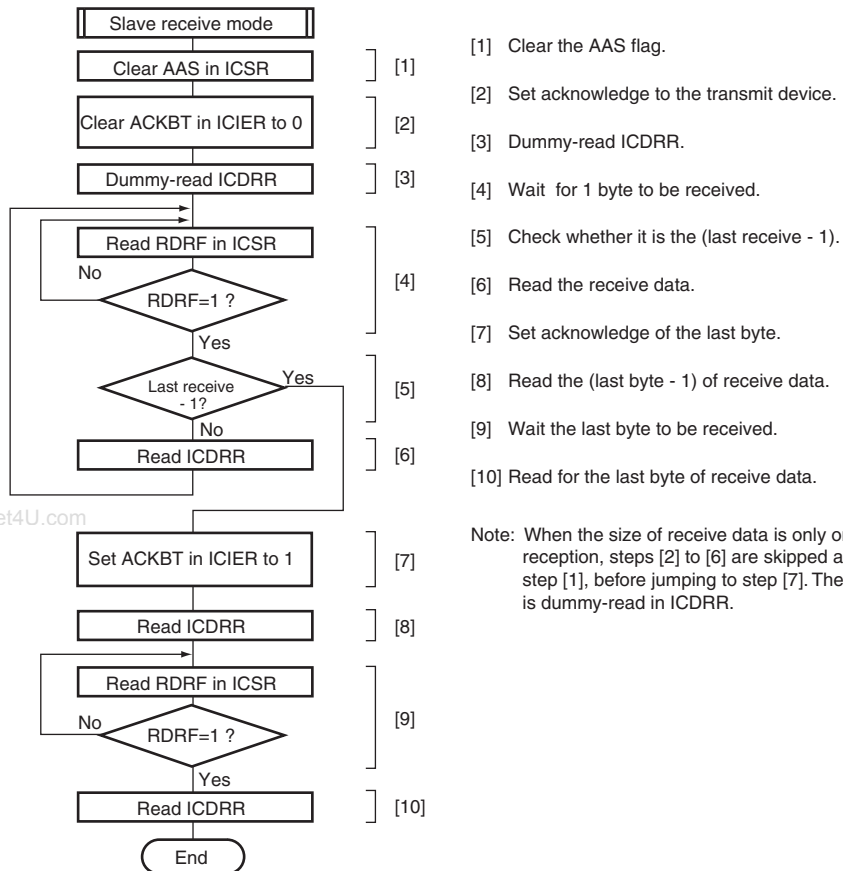 Slave receive mode
Clear AAS in ICSR
[1]
Clear ACKBT in ICIER to 0
[2]
Dummy-read ICDRR
[3]
Read RDRF in ICSR
No
RDRF=1 ?
[4]
Yes
Last receive
- 1?
Yes
[5]
No
Read ICDRR
[6]
et4U.com
Set ACKBT in ICIER to 1
[7]
Read ICDRR
[8]
Read RDRF in ICSR
No
RDRF=1 ?
[9]
Yes
Read ICDRR
[10]
End
[1] Clear the AAS flag.
[2] Set acknowledge to the transmit device.
[3] Dummy-read ICDRR.
[4] Wait for 1 byte to be received.
[5] Check whether it is the (last receive - 1).
[6] Read the receive data.
[7] Set acknowledge of the last byte.
[8] Read the (last byte - 1) of receive data.
[9] Wait the last byte to be received.
[10] Read for the last byte of receive data.
Note: When the size of receive data is only
reception, steps [2] to [6] are skipped
step [1], before jumping to step [7]. The
is dummy-read in ICDRR.